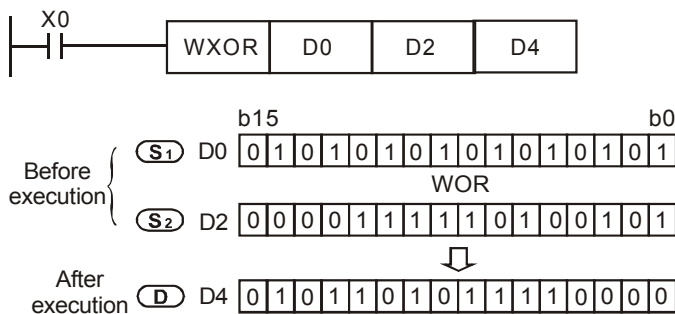 X0
WXOR D0 D2 D4
b15 b0
Before execution
S1 D0 0 1 0 1 0 1 0 1 0 1 0 1 0 1 0 1
WOR
S2 D2 0 0 0 0 1 1 1 1 1 0 1 0 0 1 0 1
After execution
D D4 0 1 0 1 1 0 1 0 1 1 1 1 0 0 0 0